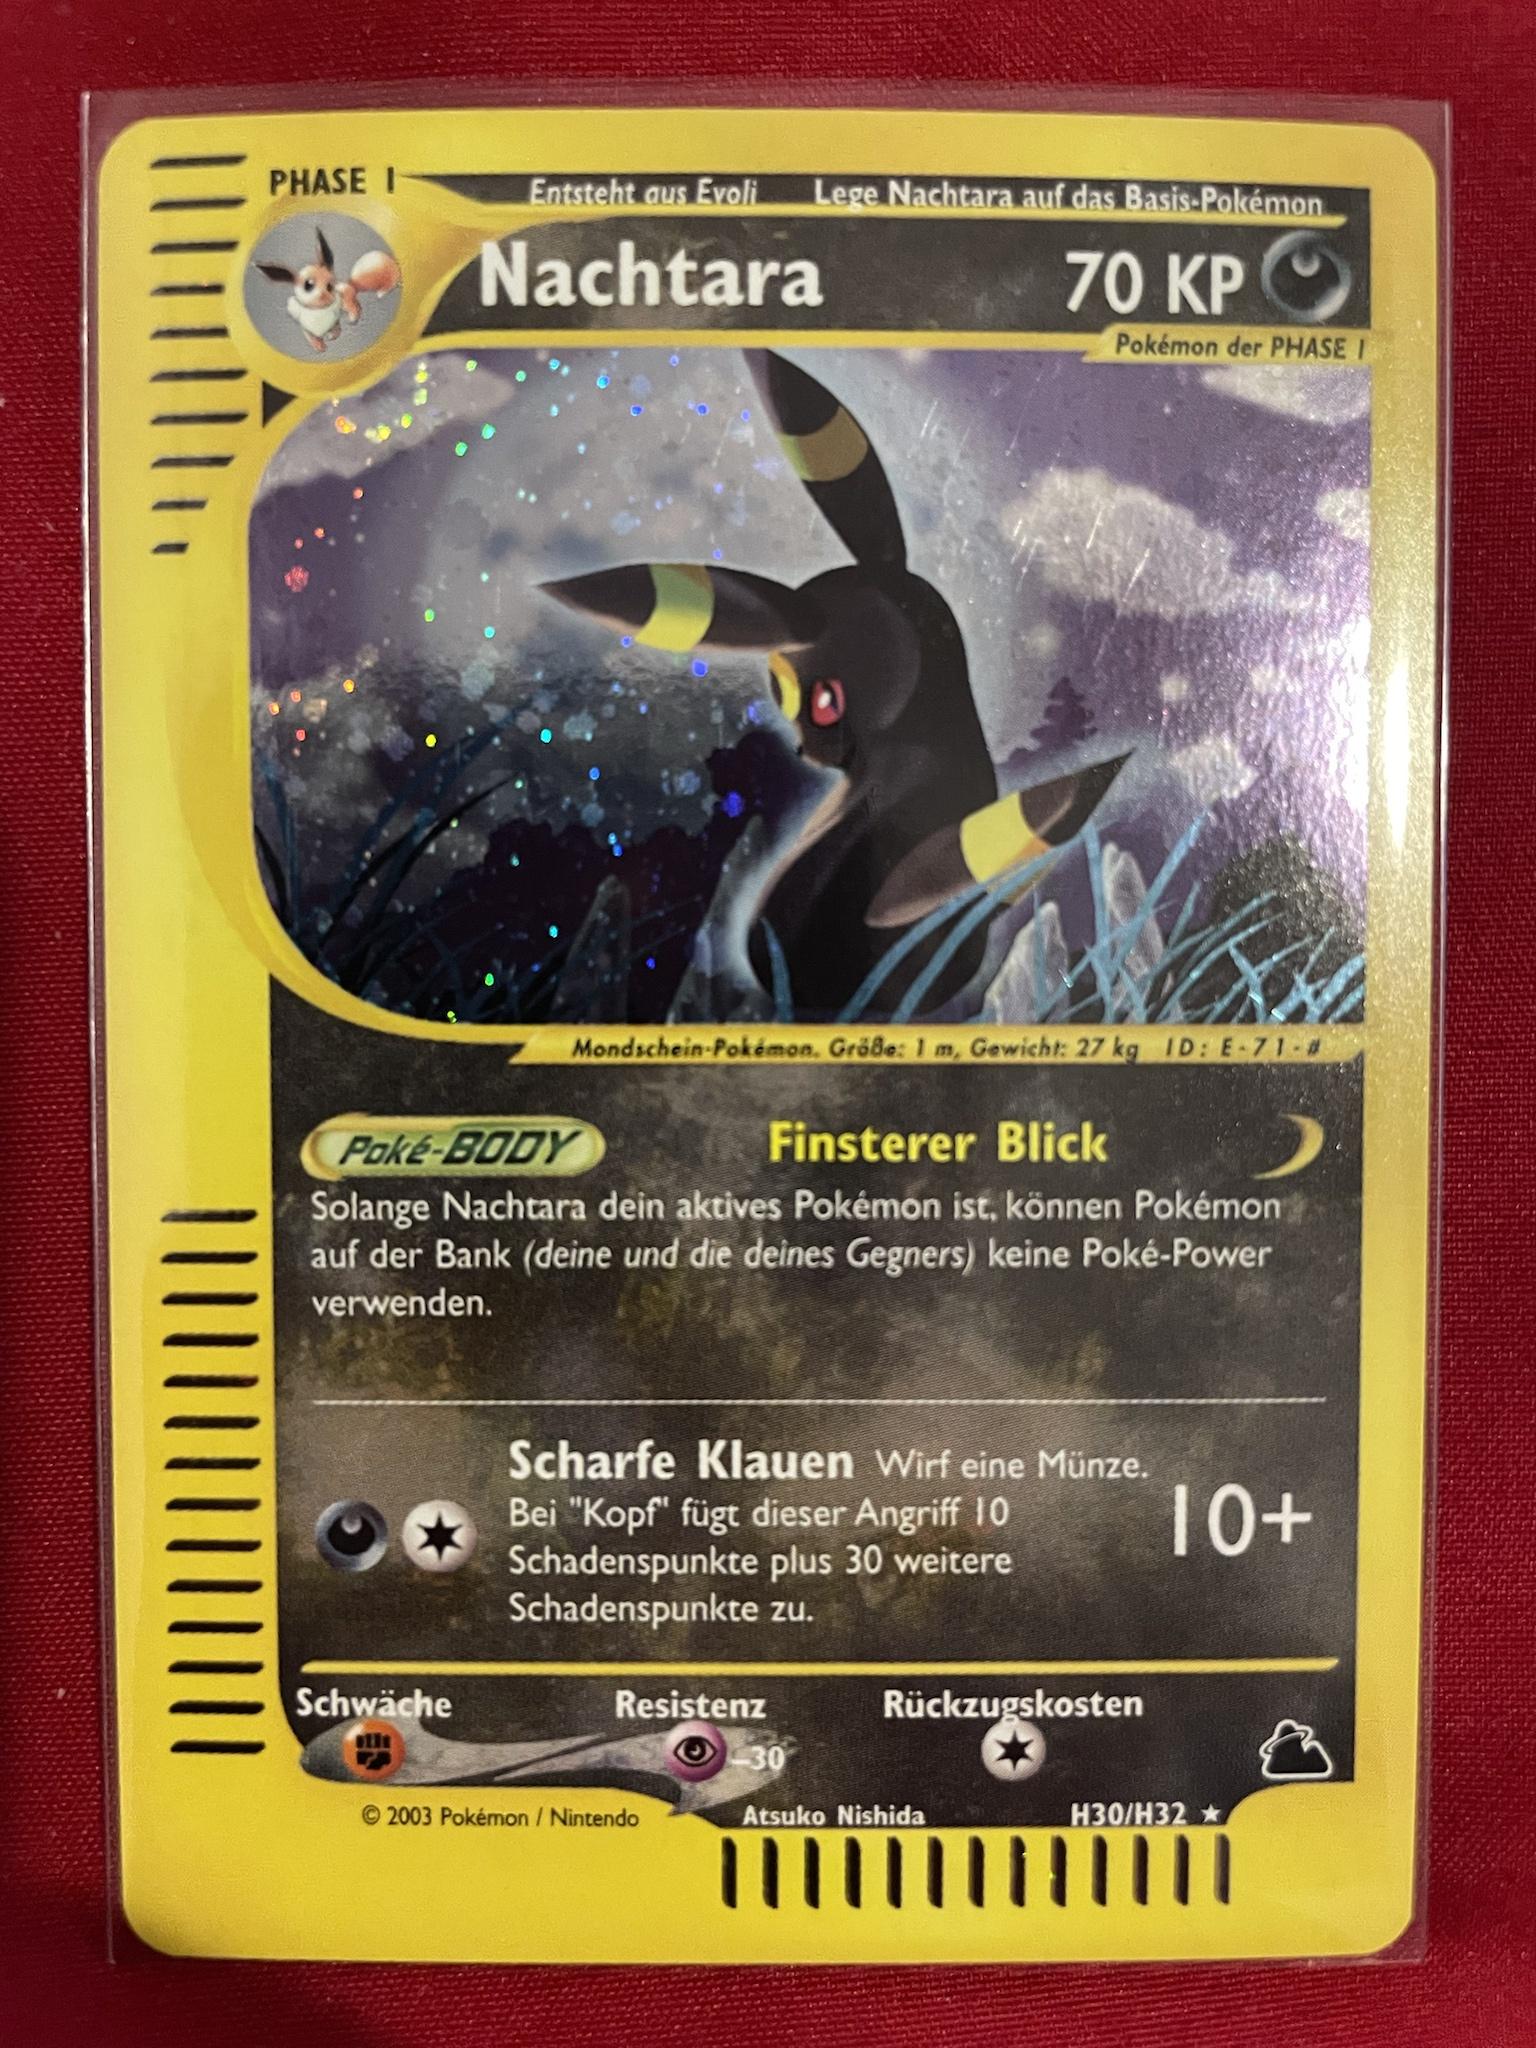 PHASE 1
Entsteht aus Evoli Lege Nachtara auf das Basis-Pokémon
Nachtara 70 KP
Pokémon der PHASE 1
Mondschein-Pokémon. Größe: 1 m, Gewicht: 27 kg ID: E-71-#
Poké-BODY Finsterer Blick
Solange Nachtara dein aktives Pokémon ist, können Pokémon
auf der Bank (deine und die deines Gegners) keine Poké-Power
verwenden.
Scharfe Klauen Wirf eine Münze.
Bei "Kopf" fügt dieser Angriff 10
Schadenspunkte plus 30 weitere
Schadenspunkte zu.
10+
Schwäche Resistenz Rückzugskosten
-30
© 2003 Pokémon / Nintendo Atsuko Nishida H30/H32 ★